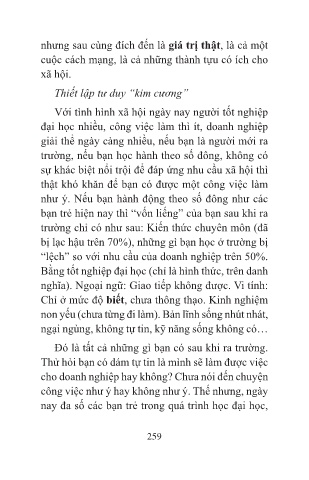 nhưng sau cùng đích đến là giá trị thật, là cả một
cuộc cách mạng, là cả những thành tựu có ích cho
xã hội.
Thiết lập tư duy “kim cương”
Với tình hình xã hội ngày nay người tốt nghiệp
đại học nhiều, công việc làm thì ít, doanh nghiệp
giải thể ngày càng nhiều, nếu bạn là người mới ra
trường, nếu bạn học hành theo số đông, không có
sự khác biệt nổi trội để đáp ứng nhu cầu xã hội thì
thật khó khăn để bạn có được một công việc làm
như ý. Nếu bạn hành động theo số đông như các
bạn trẻ hiện nay thì “vốn liếng” của bạn sau khi ra
trường chỉ có như sau: Kiến thức chuyên môn (đã
bị lạc hậu trên 70%), những gì bạn học ở trường bị
“lệch” so với nhu cầu của doanh nghiệp trên 50%.
Bằng tốt nghiệp đại học (chỉ là hình thức, trên danh
nghĩa). Ngoại ngữ: Giao tiếp không được. Vi tính:
Chỉ ở mức độ biết, chưa thông thạo. Kinh nghiệm
non yếu (chưa từng đi làm). Bản lĩnh sống nhút nhát,
ngại ngùng, không tự tin, kỹ năng sống không có…
Đó là tất cả những gì bạn có sau khi ra trường.
Thử hỏi bạn có dám tự tin là mình sẽ làm được việc
cho doanh nghiệp hay không? Chưa nói đến chuyện
công việc như ý hay không như ý. Thế nhưng, ngày
nay đa số các bạn trẻ trong quá trình học đại học,
259